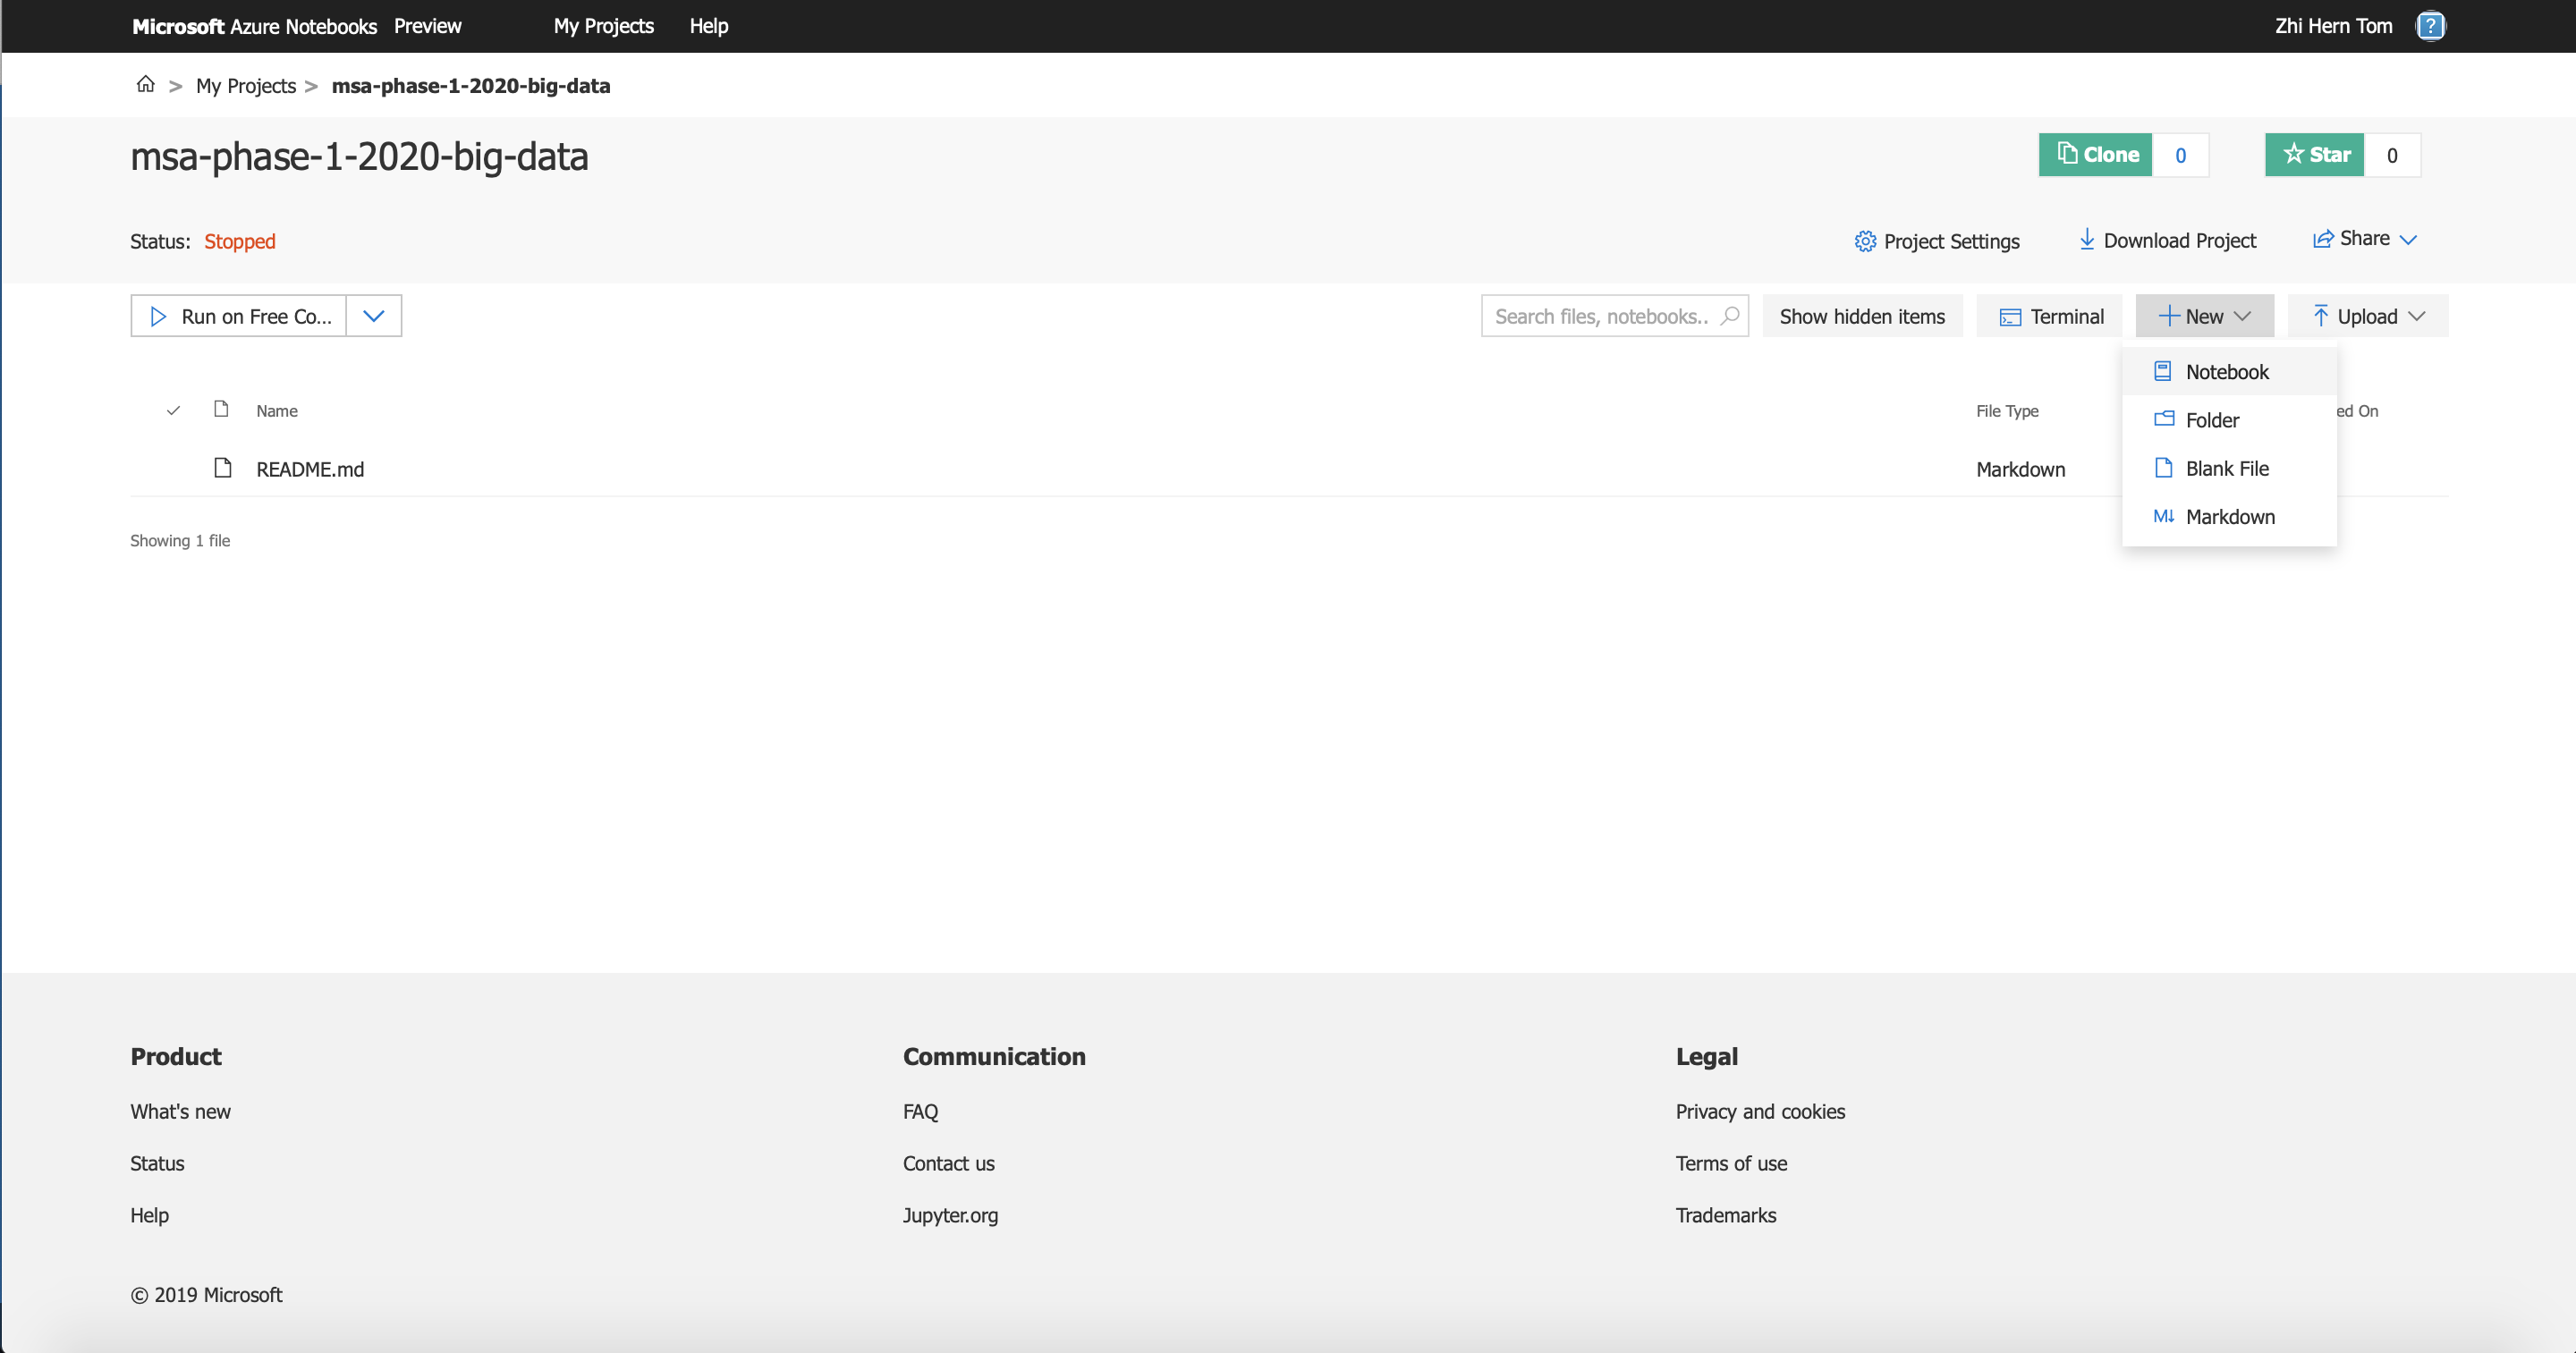 Microsoft Azure Notebooks Preview My Projects Help Zhi Hern Tom ?
> My Projects > msa-phase-1-2020-big-data
msa-phase-1-2020-big-data Clone 0 Star 0
Status: Stopped Project Settings Download Project Share
Run on Free Co... Search files, notebooks.. Show hidden items Terminal New Upload
Notebook
Name File Type ed On
Folder
README.md Markdown Blank File
Markdown
Showing 1 file
Product Communication Legal
What's new FAQ Privacy and cookies
Status Contact us Terms of use
Help Jupyter.org Trademarks
© 2019 Microsoft